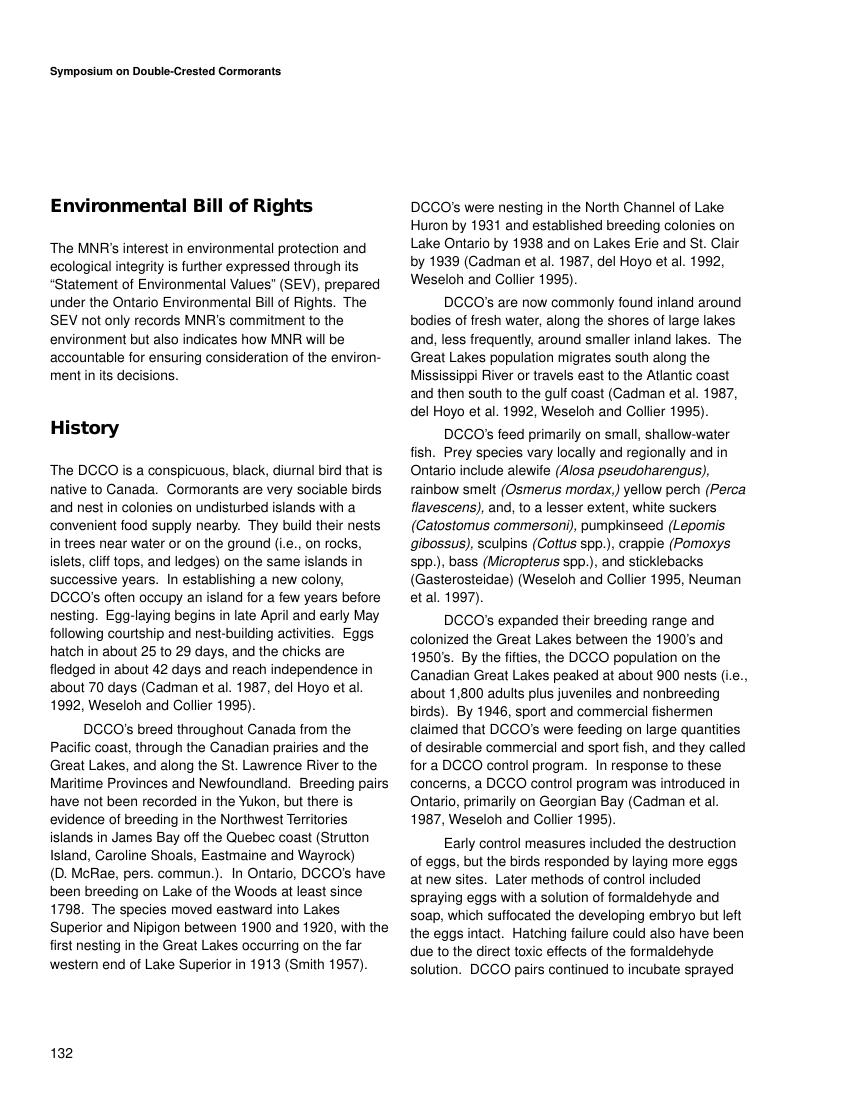 Symposium on Double-Crested Cormorants
Environmental Bill of Rights
The MNR's interest in environmental protection and
ecological integrity is further expressed through its
“Statement of Environmental Values” (SEV), prepared
under the Ontario Environmental Bill of Rights.  The
SEV not only records MNR's commitment to the
environment but also indicates how MNR will be
accountable for ensuring consideration of the environ-
ment in its decisions.
History
The DCCO is a conspicuous, black, diurnal bird that is
native to Canada.  Cormorants are very sociable birds
and nest in colonies on undisturbed islands with a
convenient food supply nearby.  They build their nests
in trees near water or on the ground (i.e., on rocks,
islets, cliff tops, and ledges) on the same islands in
successive years.  In establishing a new colony,
DCCO's often occupy an island for a few years before
nesting.  Egg-laying begins in late April and early May
following courtship and nest-building activities.  Eggs
hatch in about 25 to 29 days, and the chicks are
fledged in about 42 days and reach independence in
about 70 days (Cadman et al. 1987, del Hoyo et al.
1992, Weseloh and Collier 1995).
DCCO's breed throughout Canada from the
Pacific coast, through the Canadian prairies and the
Great Lakes, and along the St. Lawrence River to the
Maritime Provinces and Newfoundland.  Breeding pairs
have not been recorded in the Yukon, but there is
evidence of breeding in the Northwest Territories
islands in James Bay off the Quebec coast (Strutton
Island, Caroline Shoals, Eastmaine and Wayrock)
(D. McRae, pers. commun.).  In Ontario, DCCO's have
been breeding on Lake of the Woods at least since
1798.  The species moved eastward into Lakes
Superior and Nipigon between 1900 and 1920, with the
first nesting in the Great Lakes occurring on the far
western end of Lake Superior in 1913 (Smith 1957).
DCCO's were nesting in the North Channel of Lake
Huron by 1931 and established breeding colonies on
Lake Ontario by 1938 and on Lakes Erie and St. Clair
by 1939 (Cadman et al. 1987, del Hoyo et al. 1992,
Weseloh and Collier 1995).
DCCO's are now commonly found inland around
bodies of fresh water, along the shores of large lakes
and, less frequently, around smaller inland lakes.  The
Great Lakes population migrates south along the
Mississippi River or travels east to the Atlantic coast
and then south to the gulf coast (Cadman et al. 1987,
del Hoyo et al. 1992, Weseloh and Collier 1995).
DCCO's feed primarily on small, shallow-water
fish.  Prey species vary locally and regionally and in
Ontario include alewife (Alosa pseudoharengus),
rainbow smelt (Osmerus mordax,) yellow perch (Perca
flavescens), and, to a lesser extent, white suckers
(Catostomus commersoni), pumpkinseed (Lepomis
gibossus), sculpins (Cottus spp.), crappie (Pomoxys
spp.), bass (Micropterus spp.), and sticklebacks
(Gasterosteidae) (Weseloh and Collier 1995, Neuman
et al. 1997).
DCCO's expanded their breeding range and
colonized the Great Lakes between the 1900's and
1950's.  By the fifties, the DCCO population on the
Canadian Great Lakes peaked at about 900 nests (i.e.,
about 1,800 adults plus juveniles and nonbreeding
birds).  By 1946, sport and commercial fishermen
claimed that DCCO's were feeding on large quantities
of desirable commercial and sport fish, and they called
for a DCCO control program.  In response to these
concerns, a DCCO control program was introduced in
Ontario, primarily on Georgian Bay (Cadman et al.
1987, Weseloh and Collier 1995).
Early control measures included the destruction
of eggs, but the birds responded by laying more eggs
at new sites.  Later methods of control included
spraying eggs with a solution of formaldehyde and
soap, which suffocated the developing embryo but left
the eggs intact.  Hatching failure could also have been
due to the direct toxic effects of the formaldehyde
solution.  DCCO pairs continued to incubate sprayed
132